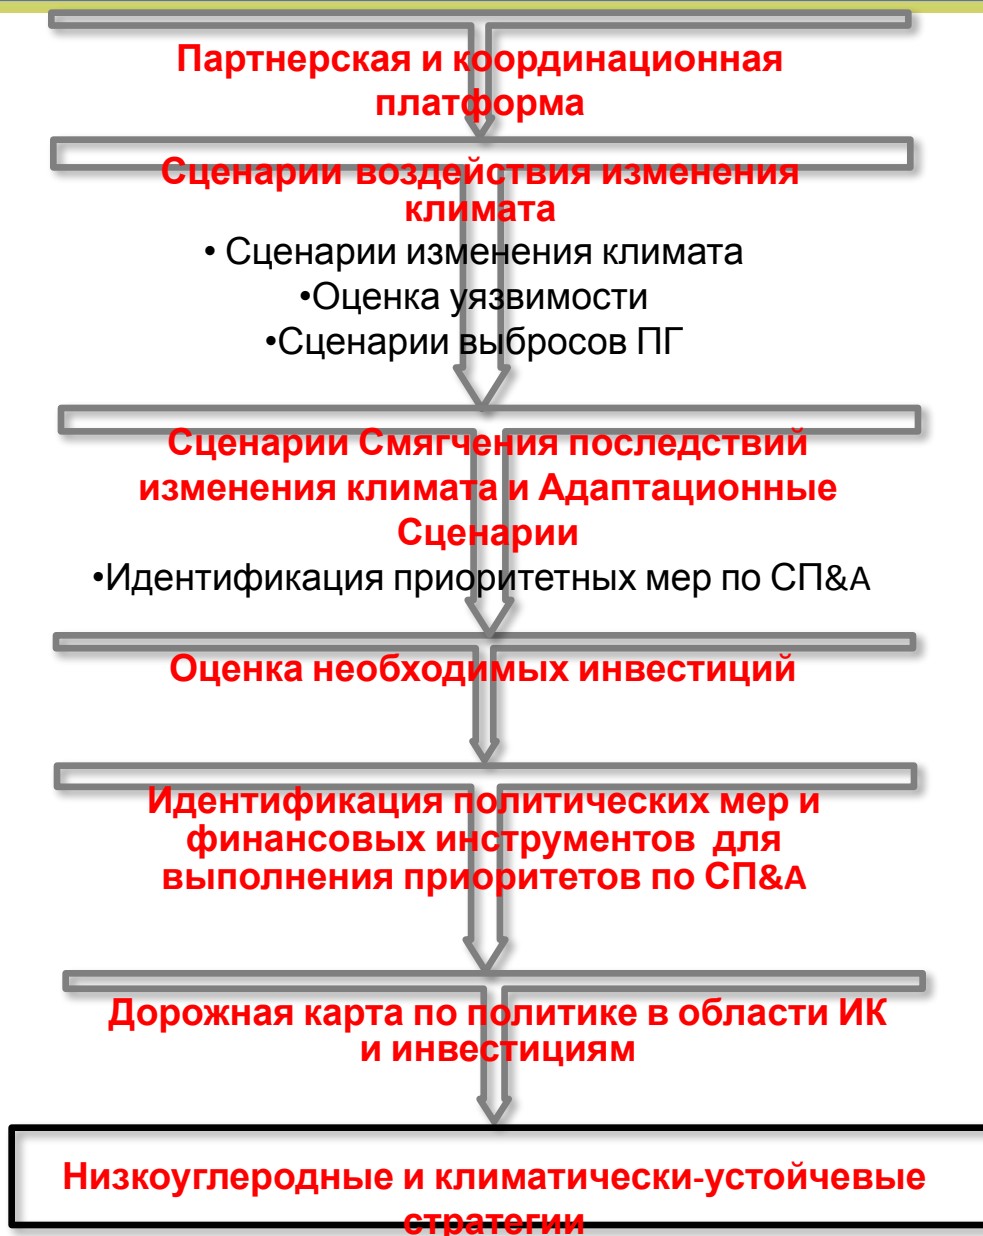 Партнерская и координационная
платформа
Сценарии воздействия изменения
климата
• Сценарии изменения климата
•Оценка уязвимости
•Сценарии выбросов ПГ
Сценарии Смягчения последствий
изменения климата и Адаптационные
Сценарии
•Идентификация приоритетных мер по СП&А
Оценка необходимых инвестиций
Идентификация политических мер и
финансовых инструментов для
выполнения приоритетов по СП&А
Дорожная карта по политике в области ИК
и инвестициям
Низкоуглеродные и климатически-устойчевые
стратегии